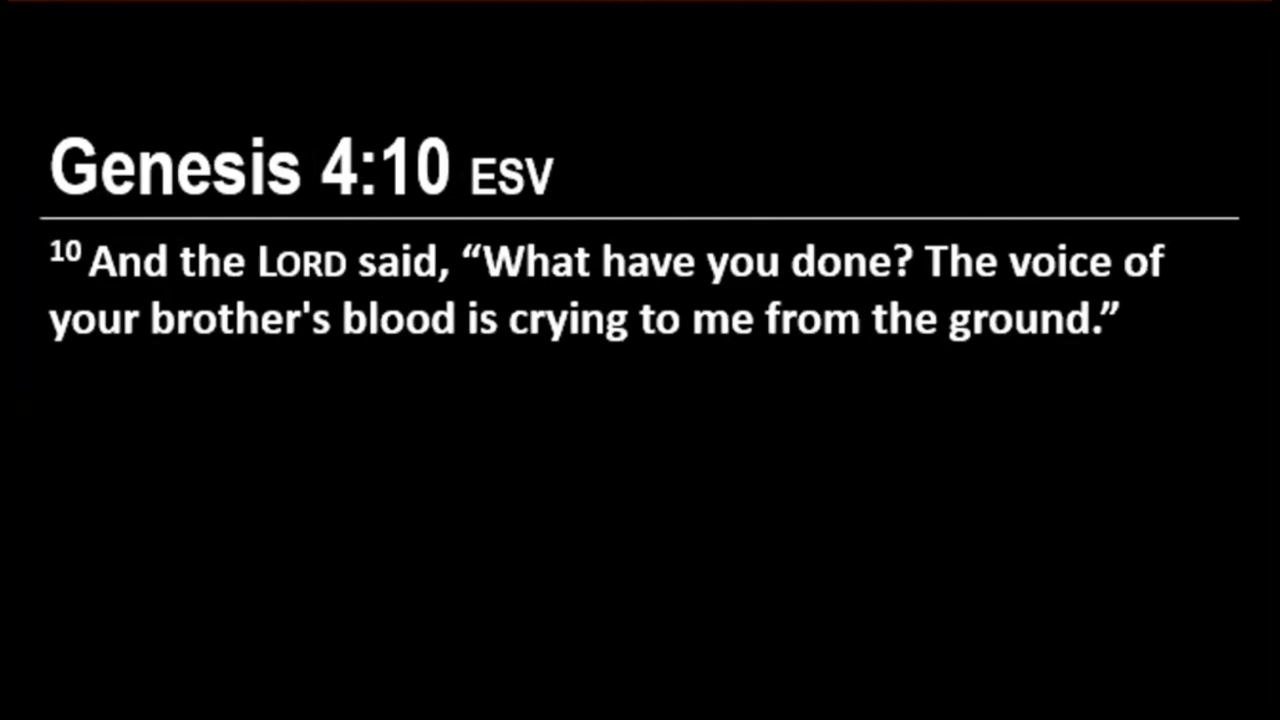 Genesis 4:10 ESV
10 And the LORD said, “What have you done? The voice of
your brother's blood is crying to me from the ground.”